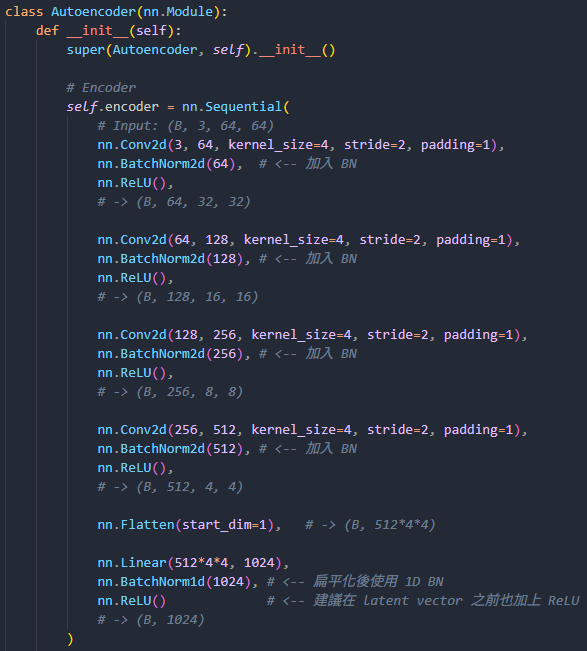 class Autoencoder(nn.Module):
    def __init__(self):
        super(Autoencoder, self).__init__()

        # Encoder
        self.encoder = nn.Sequential(
            # Input: (B, 3, 64, 64)
            nn.Conv2d(3, 64, kernel_size=4, stride=2, padding=1),
            nn.BatchNorm2d(64),  # <-- 加入 BN
            nn.ReLU(),
            # -> (B, 64, 32, 32)

            nn.Conv2d(64, 128, kernel_size=4, stride=2, padding=1),
            nn.BatchNorm2d(128), # <-- 加入 BN
            nn.ReLU(),
            # -> (B, 128, 16, 16)

            nn.Conv2d(128, 256, kernel_size=4, stride=2, padding=1),
            nn.BatchNorm2d(256), # <-- 加入 BN
            nn.ReLU(),
            # -> (B, 256, 8, 8)

            nn.Conv2d(256, 512, kernel_size=4, stride=2, padding=1),
            nn.BatchNorm2d(512), # <-- 加入 BN
            nn.ReLU(),
            # -> (B, 512, 4, 4)

            nn.Flatten(start_dim=1),   # -> (B, 512*4*4)

            nn.Linear(512*4*4, 1024),
            nn.BatchNorm1d(1024), # <-- 扁平化後使用 1D BN
            nn.ReLU()             # <-- 建議在 latent vector 之前也加上 ReLU
            # -> (B, 1024)
        )